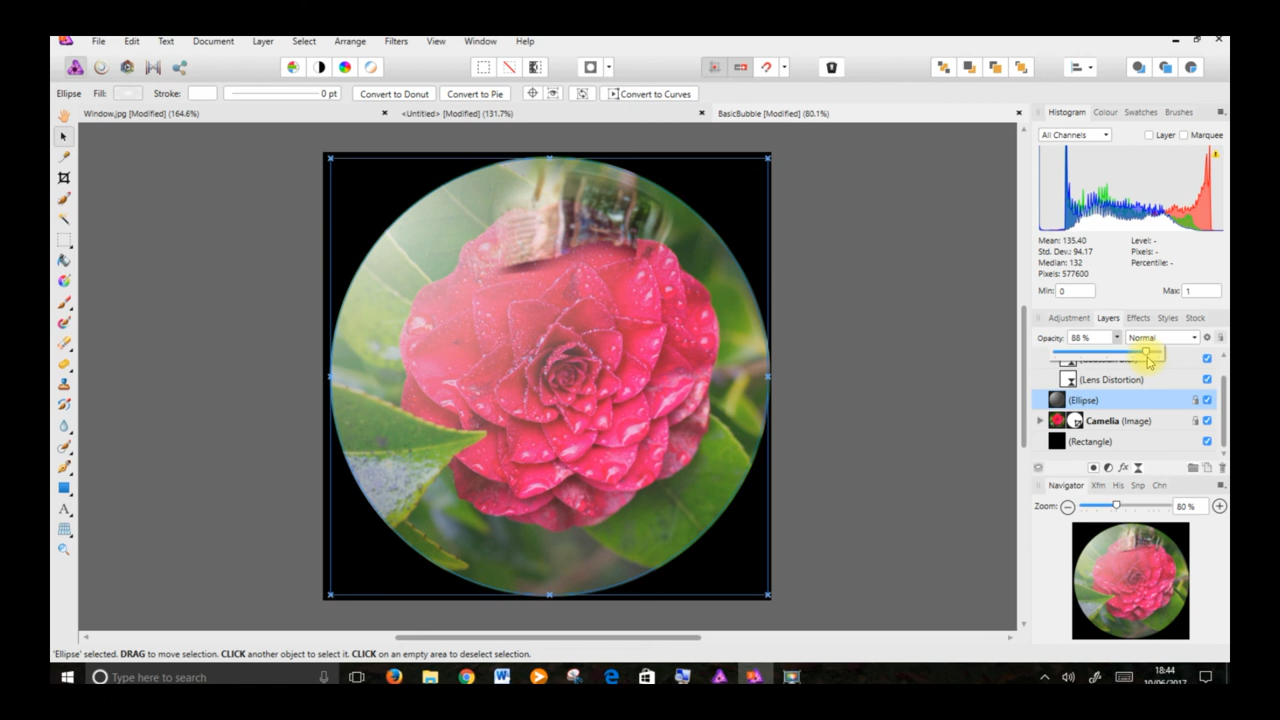 File Edit Text Document Layer Select Arrange Filters View Window Help
Ellipse Fill: Stroke: 0 pt Convert to Donut Convert to Pie Convert to Curves
Window.jpg [Modified] (164.6%) <Untitled> [Modified] (131.7%) BasicBubble [Modified] (80.1%)
Histogram Colour Swatches Brushes
All Channels Layer Marquee
Mean: 135.40 Level: -
Std. Dev.: 94.17 Pixels: -
Median: 132 Percentile: -
Pixels: 577600
Min: 0 Max: 1
Adjustment Layers Effects Styles Stock
Opacity: 88 % Normal
(Lens Distortion)
(Ellipse)
Camelia (Image)
(Rectangle)
fx
Navigator Xfm His Snp Chn
Zoom: 80 %
'Ellipse' selected. DRAG to move selection. CLICK another object to select it. CLICK on an empty area to deselect selection.
Type here to search
18:44
10/06/2017